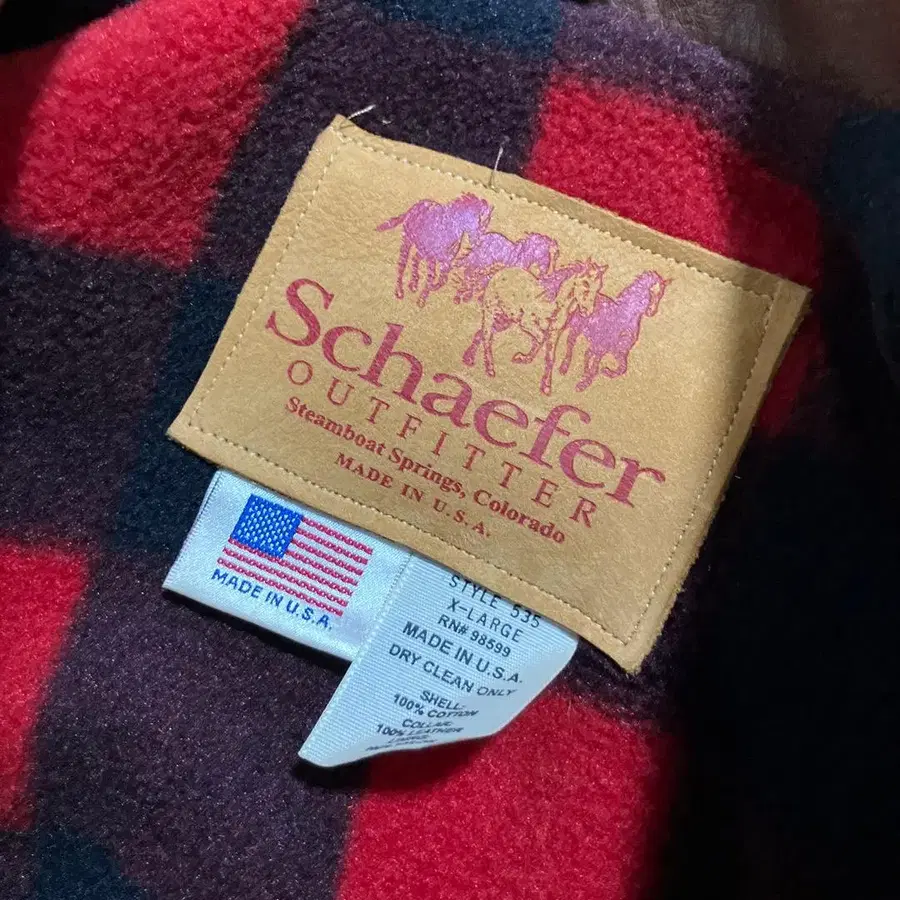 Schaefer
OUTFITTER
Steamboat Springs, Colorado
MADE IN U.S.A.
MADE IN U.S.A.
STYLE 535
X-LARGE
RN# 98599
MADE IN U.S.A.
DRY CLEAN ONLY
SHELL:
100% COTTON
COLLAR:
100% LEATHER